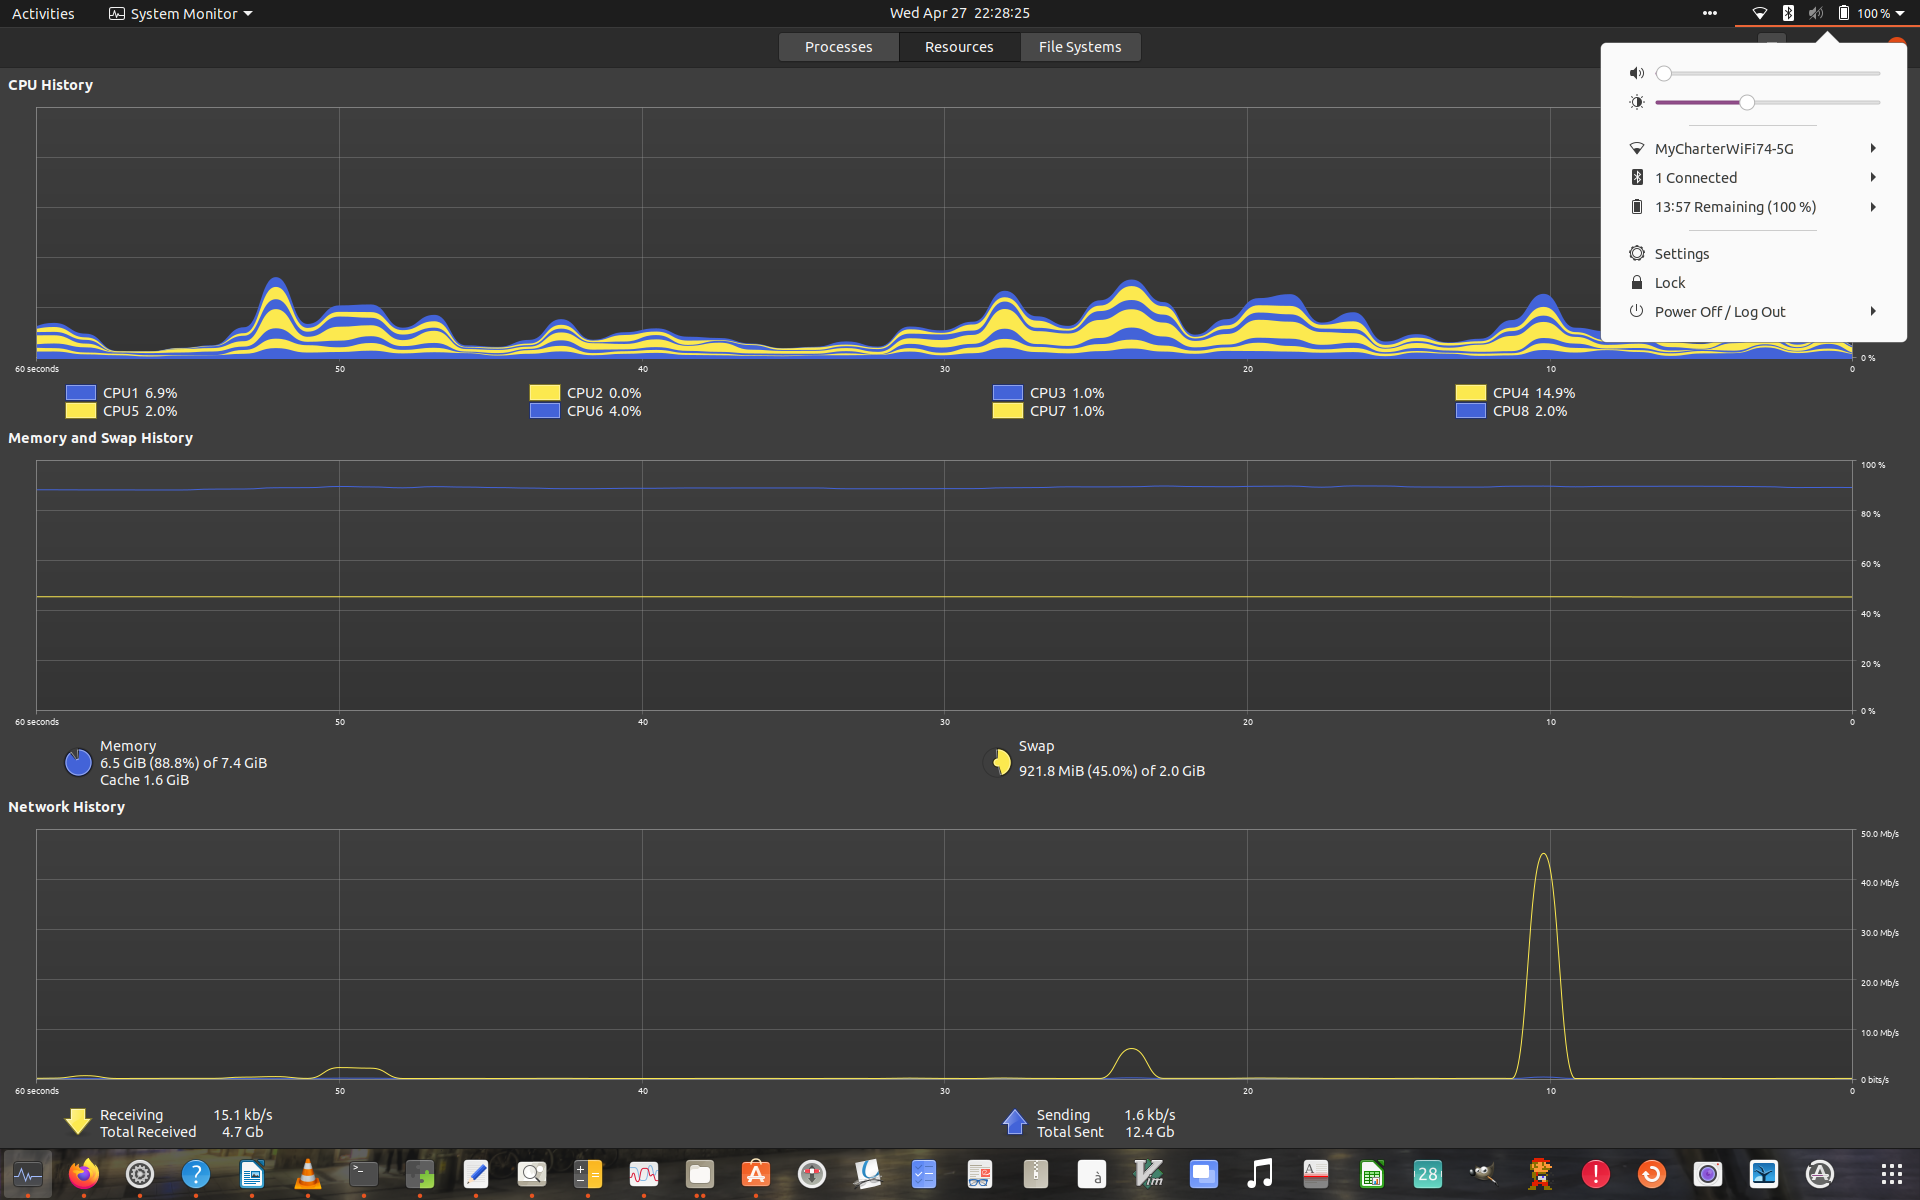 Activities
System Monitor
Wed Apr 27 22:28:25
100 %
Processes
Resources
File Systems
MyCharterWiFi74-5G
1 Connected
13:57 Remaining (100 %)
Settings
Lock
Power Off / Log Out
CPU History
0 %
60 seconds 50 40 30 20 10 0
CPU1 6.9% CPU2 0.0% CPU3 1.0% CPU4 14.9%
CPU5 2.0% CPU6 4.0% CPU7 1.0% CPU8 2.0%
Memory and Swap History
100 %
80 %
60 %
40 %
20 %
0 %
60 seconds 50 40 30 20 10 0
Memory
6.5 GiB (88.8%) of 7.4 GiB
Cache 1.6 GiB
Swap
921.8 MiB (45.0%) of 2.0 GiB
Network History
50.0 Mb/s
40.0 Mb/s
30.0 Mb/s
20.0 Mb/s
10.0 Mb/s
0 bits/s
60 seconds 50 40 30 20 10 0
Receiving 15.1 kb/s
Total Received 4.7 Gb
Sending 1.6 kb/s
Total Sent 12.4 Gb
?
>_
à
Vim
A
28
!